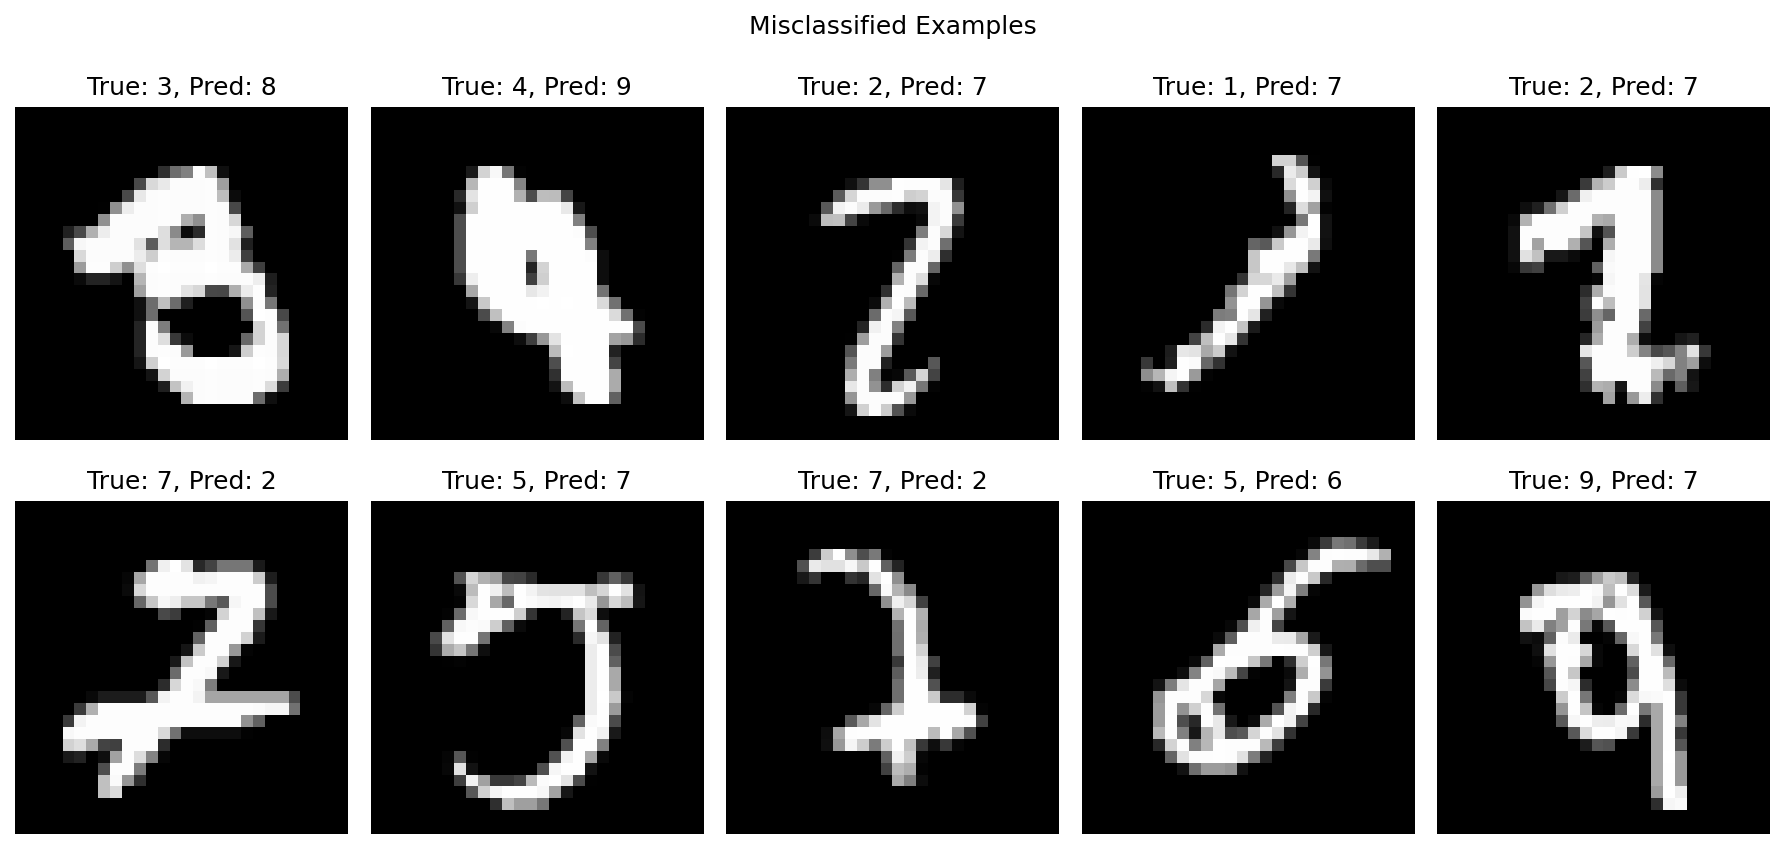 Misclassified Examples
True: 3, Pred: 8
True: 4, Pred: 9
True: 2, Pred: 7
True: 1, Pred: 7
True: 2, Pred: 7
True: 7, Pred: 2
True: 5, Pred: 7
True: 7, Pred: 2
True: 5, Pred: 6
True: 9, Pred: 7